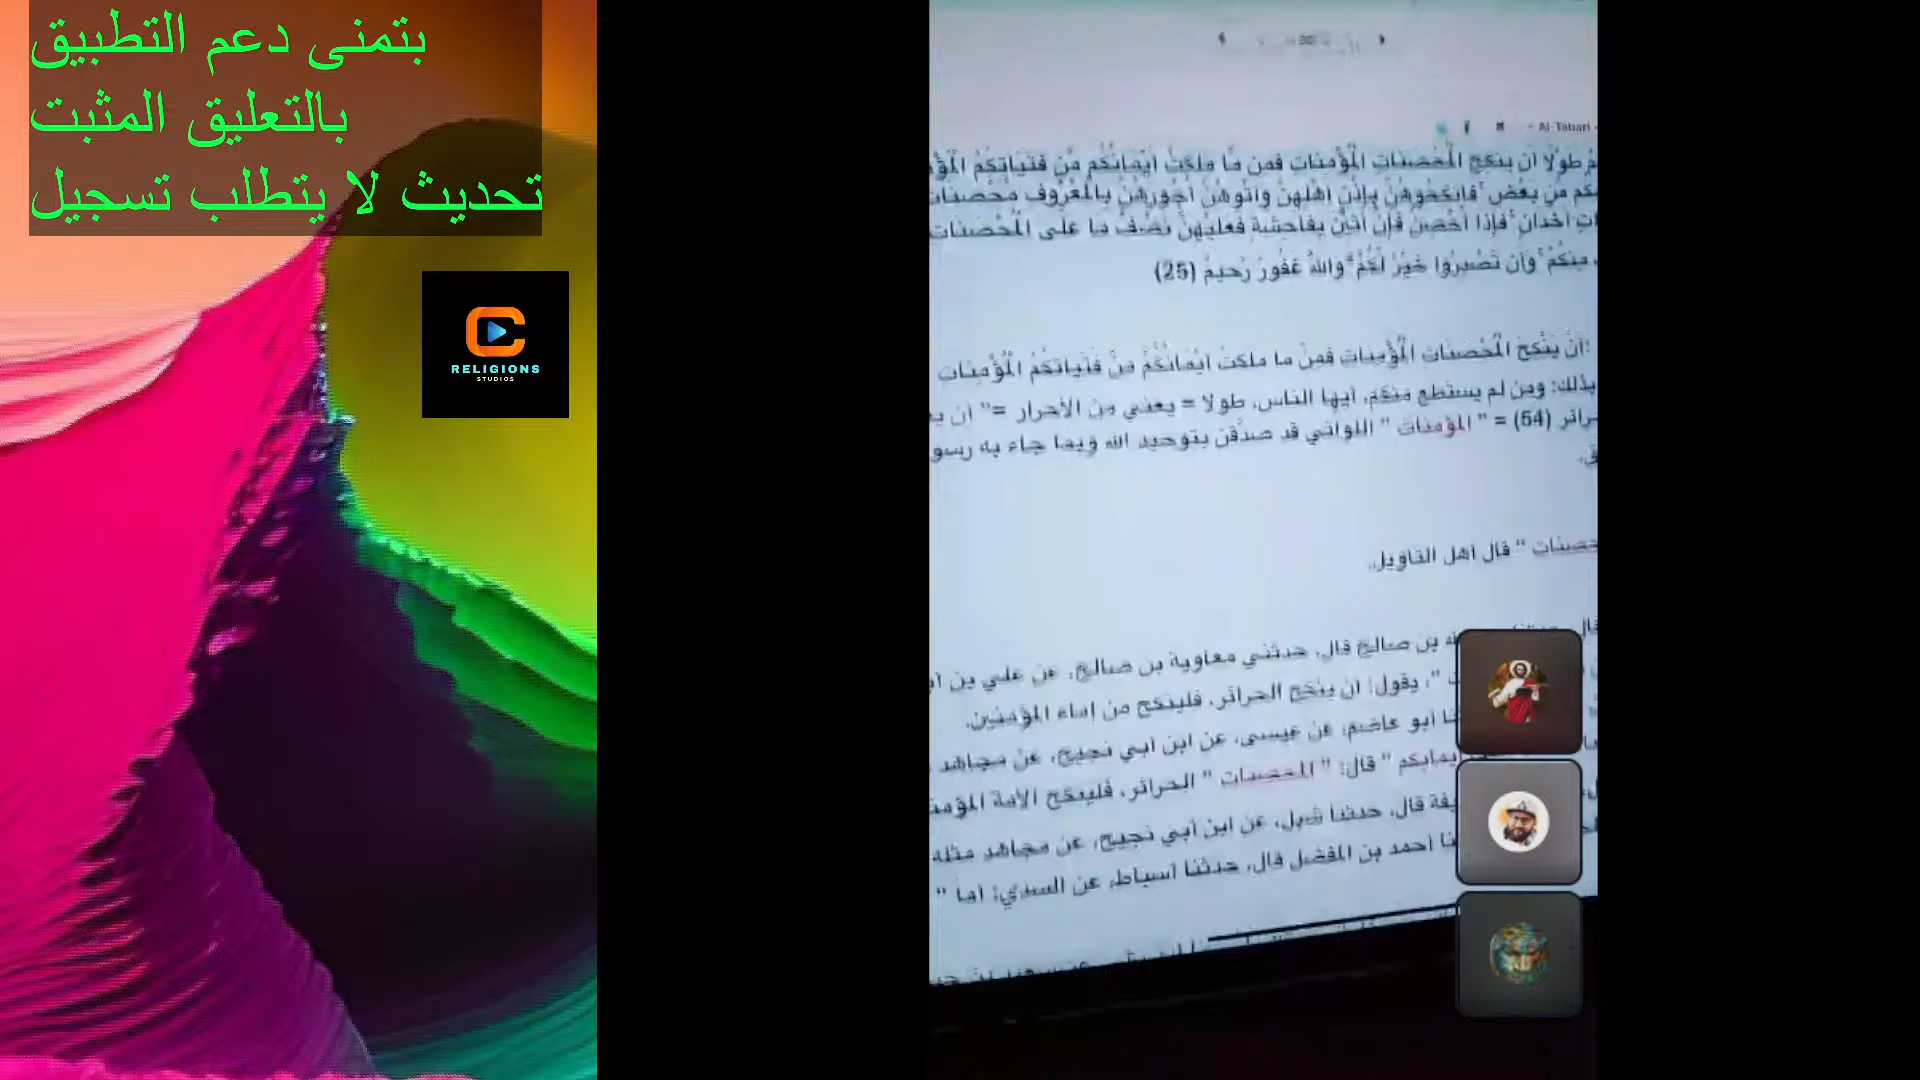 بتمنى دعم التطبيق
بالتعليق المثبت
تحديث لا يتطلب تسجيل
RELIGIONS
STUDIOS
- Al-Tabari -
طولا أن ينكح المحصنات المؤمنات فمن ما ملكت أيمانكم من فتياتكم
من بعض فانكحوهن بإذن أهلهن وآتوهن أجورهن بالمعروف محصنات
أخدان فإذا أحصن فإن أتين بفاحشة فعليهن نصف ما على المحصنات
منكم وأن تصبروا خير لكم والله غفور رحيم (25)
أن ينكح المحصنات المؤمنات فمن ما ملكت أيمانكم من فتياتكم المؤمنات
بذلك: ومن لم يستطع منكم، أيها الناس، طولا = يعني من الأحرار =" أن
(54) = " المؤمنات " اللواتي قد صدّقن بتوحيد الله وبما جاء به
" قال أهل التأويل.
بن صالح قال، حدثني معاوية بن صالح، عن علي بن
"، يقول: أن ينكح الحرائر، فلينكح من إماء المؤمنين.
أبو عاصم، عن عيسى، عن ابن أبي نجيح، عن مجاهد
" قال: " المحصنات " الحرائر، فلينكح الأمة
قال، حدثنا شبل، عن ابن أبي نجيح، عن مجاهد مثله
أحمد بن المفضل قال، حدثنا أسباط، عن السدي: أما "